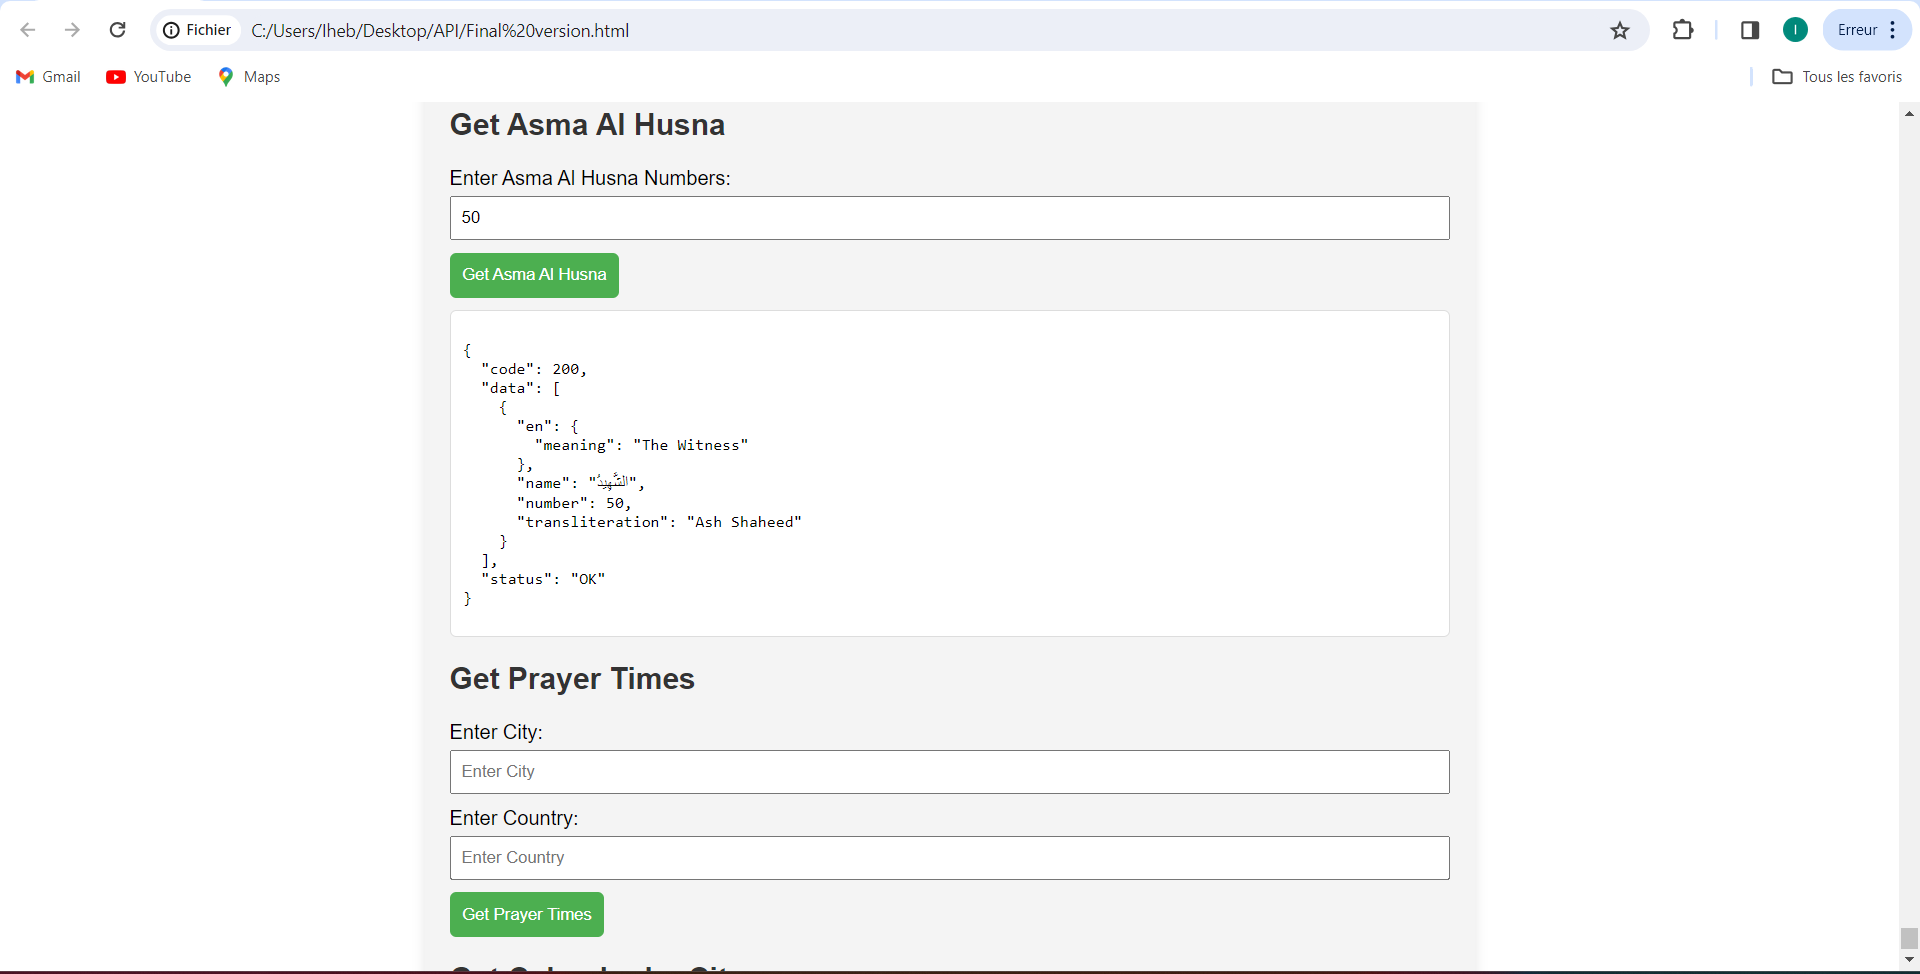 Fichier C:/Users/Iheb/Desktop/API/Final%20version.html Erreur
Gmail YouTube Maps Tous les favoris
Get Asma Al Husna
Enter Asma Al Husna Numbers:
50
Get Asma Al Husna
{
"code": 200,
"data": [
{
"en": {
"meaning": "The Witness"
},
"name": "الشَّهِيدُ",
"number": 50,
"transliteration": "Ash Shaheed"
}
],
"status": "OK"
}
Get Prayer Times
Enter City:
Enter City
Enter Country:
Enter Country
Get Prayer Times